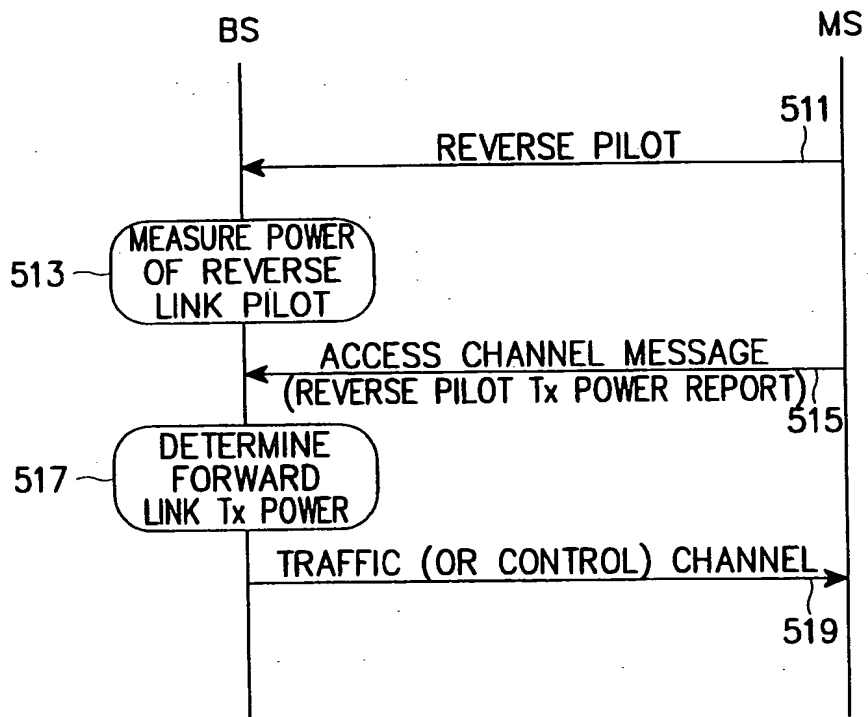 BS
MS
511
REVERSE PILOT
MEASURE POWER
OF REVERSE
LINK PILOT
513
ACCESS CHANNEL MESSAGE
(REVERSE PILOT Tx POWER REPORT)
515
DETERMINE
FORWARD
LINK Tx POWER
517
TRAFFIC (OR CONTROL) CHANNEL
519